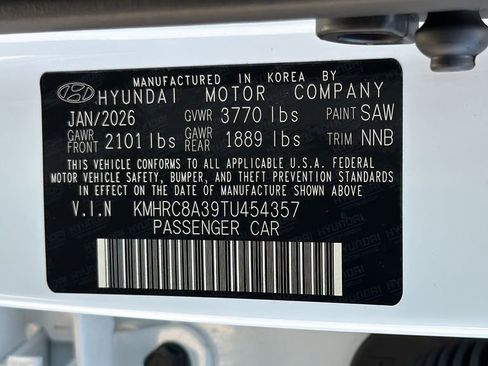 MANUFACTURED IN KOREA BY
HYUNDAI MOTOR COMPANY
JAN/2026 GVWR 3770 lbs PAINT SAW
GAWR FRONT 2101 lbs GAWR REAR 1889 lbs TRIM NNB
THIS VEHICLE CONFORMS TO ALL APPLICABLE U.S.A. FEDERAL
MOTOR VEHICLE SAFETY, BUMPER, AND THEFT PREVENTION STANDARDS
IN EFFECT ON THE DATE OF MANUFACTURE SHOWN ABOVE
V.I.N KMHRC8A39TU454357
PASSENGER CAR